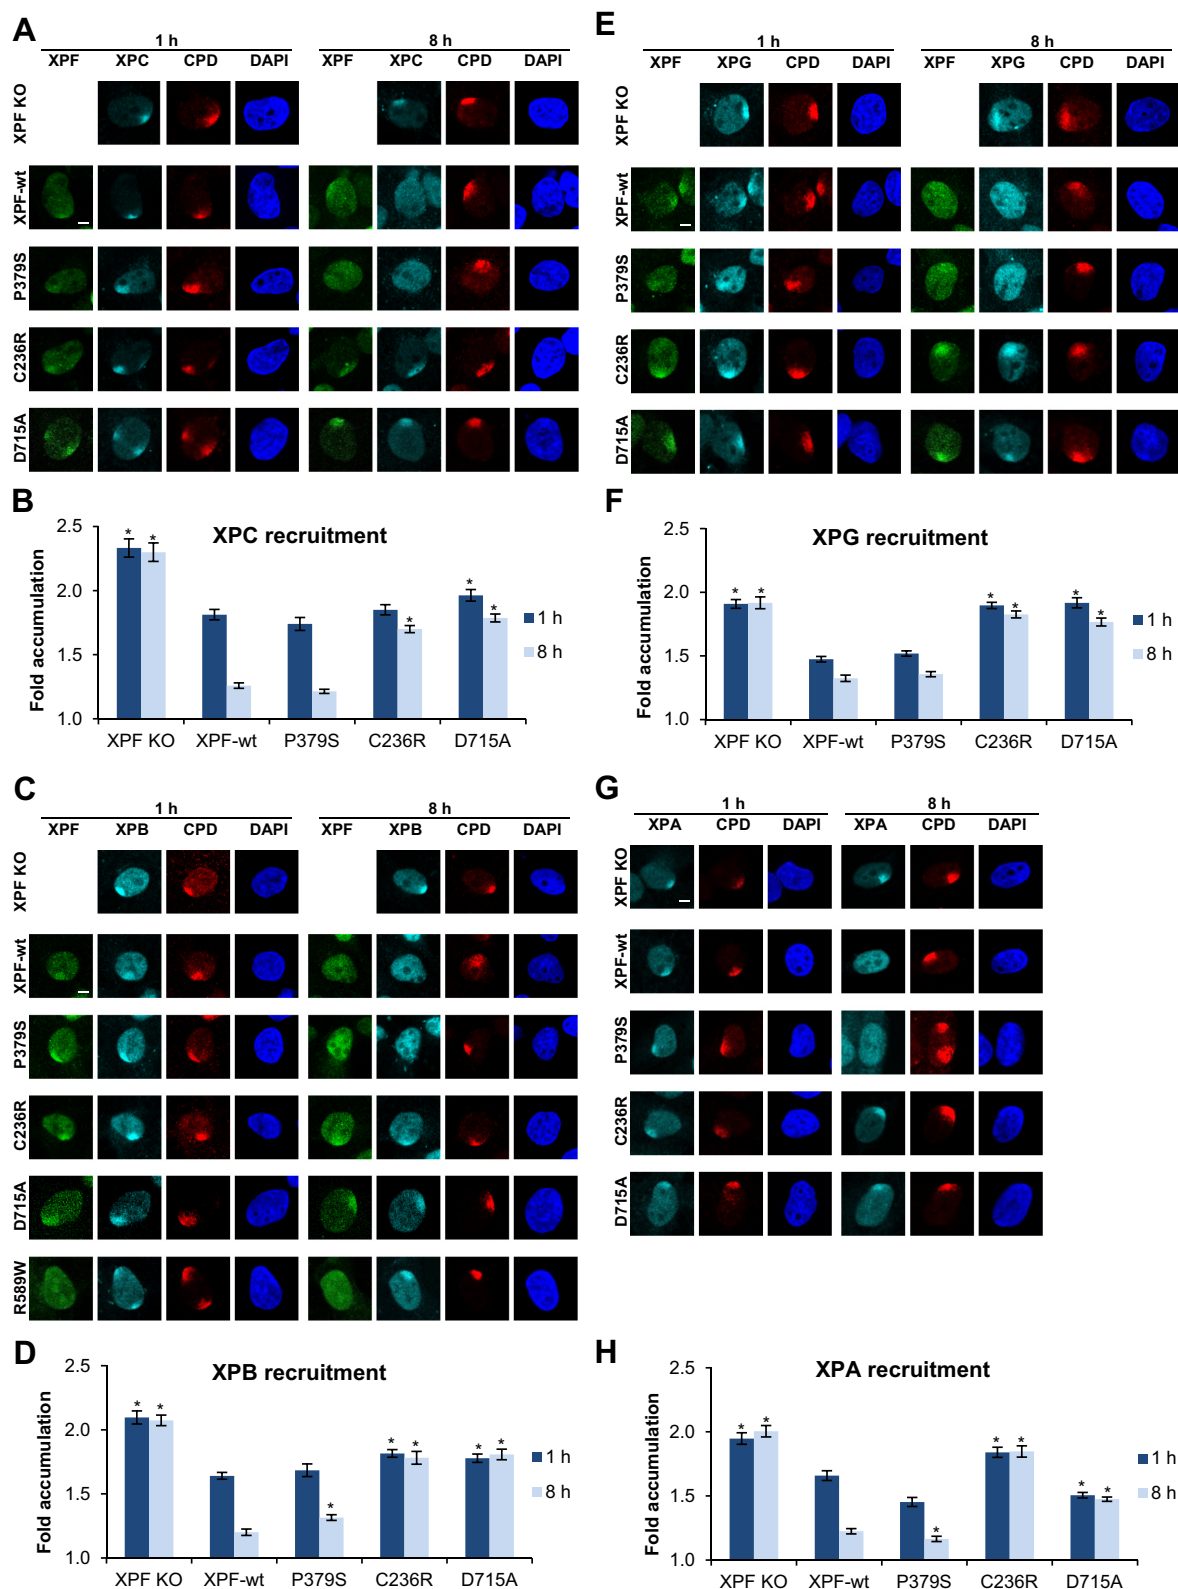 A
1 h
8 h
XPF XPC CPD DAPI XPF XPC CPD DAPI
XPF KO
XPF-wt
P379S
C236R
D715A
B
XPC recruitment
Fold accumulation
2.5
2.0
1.5
1.0
* * * * *
1 h
8 h
XPF KO XPF-wt P379S C236R D715A
C
1 h
8 h
XPF XPB CPD DAPI XPF XPB CPD DAPI
XPF KO
XPF-wt
P379S
C236R
D715A
R589W
D
XPB recruitment
Fold accumulation
2.5
2.0
1.5
1.0
* * * * * * *
1 h
8 h
XPF KO XPF-wt P379S C236R D715A
E
1 h
8 h
XPF XPG CPD DAPI XPF XPG CPD DAPI
XPF KO
XPF-wt
P379S
C236R
D715A
F
XPG recruitment
Fold accumulation
2.5
2.0
1.5
1.0
* * * * * *
1 h
8 h
XPF KO XPF-wt P379S C236R D715A
G
1 h
8 h
XPA CPD DAPI XPA CPD DAPI
XPF KO
XPF-wt
P379S
C236R
D715A
H
XPA recruitment
Fold accumulation
2.5
2.0
1.5
1.0
* * * * * * *
1 h
8 h
XPF KO XPF-wt P379S C236R D715A